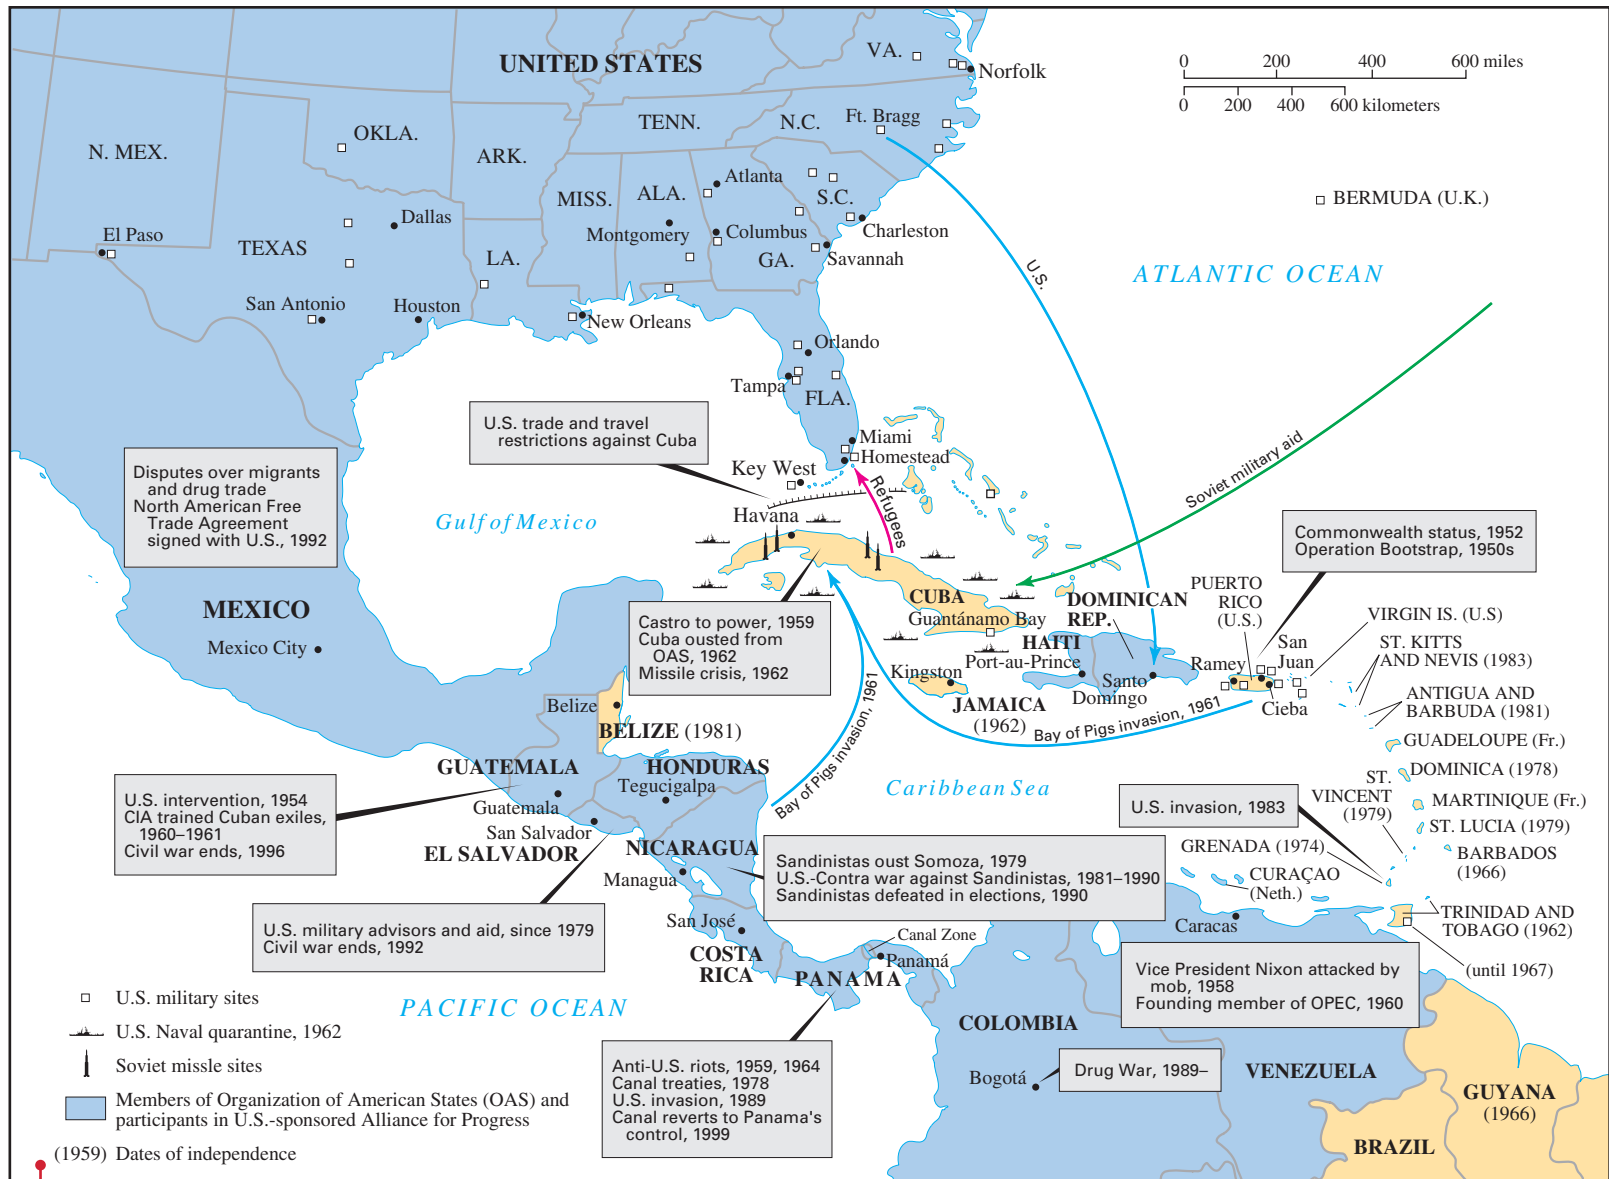 UNITED STATES
VA.
Norfolk
0 200 400 600 miles
0 200 400 600 kilometers
OKLA.
TENN.
N.C.
Ft. Bragg
N. MEX.
ARK.
MISS.
ALA.
Atlanta
S.C.
BERMUDA (U.K.)
Dallas
El Paso
TEXAS
Montgomery
Columbus
Charleston
LA.
GA.
Savannah
U.S.
ATLANTIC OCEAN
San Antonio
Houston
New Orleans
Orlando
Tampa
FLA.
U.S. trade and travel
restrictions against Cuba
Miami
Homestead
Key West
Refugees
Soviet military aid
Disputes over migrants
and drug trade
North American Free
Trade Agreement
signed with U.S., 1992
Gulf of Mexico
Havana
Commonwealth status, 1952
Operation Bootstrap, 1950s
MEXICO
Mexico City
Castro to power, 1959
Cuba ousted from
OAS, 1962
Missile crisis, 1962
CUBA
Guantánamo Bay
DOMINICAN
REP.
HAITI
Port-au-Prince
Santo
Domingo
PUERTO
RICO
(U.S.)
San
Juan
Ramey
Cieba
VIRGIN IS. (U.S)
ST. KITTS
AND NEVIS (1983)
Kingston
JAMAICA
(1962)
Bay of Pigs invasion, 1961
Bay of Pigs invasion, 1961
ANTIGUA AND
BARBUDA (1981)
GUADELOUPE (Fr.)
DOMINICA (1978)
Belize
BELIZE (1981)
GUATEMALA
HONDURAS
Tegucigalpa
Caribbean Sea
ST.
VINCENT
(1979)
MARTINIQUE (Fr.)
ST. LUCIA (1979)
BARBADOS
(1966)
U.S. invasion, 1983
GRENADA (1974)
CURAÇAO
(Neth.)
U.S. intervention, 1954
CIA trained Cuban exiles,
1960–1961
Civil war ends, 1996
Guatemala
San Salvador
EL SALVADOR
NICARAGUA
Managua
Sandinistas oust Somoza, 1979
U.S.-Contra war against Sandinistas, 1981–1990
Sandinistas defeated in elections, 1990
TRINIDAD AND
TOBAGO (1962)
(until 1967)
Caracas
U.S. military advisors and aid, since 1979
Civil war ends, 1992
San José
COSTA
RICA
Canal Zone
Panamá
PANAMA
Vice President Nixon attacked by
mob, 1958
Founding member of OPEC, 1960
PACIFIC OCEAN
COLOMBIA
Bogotá
Drug War, 1989–
VENEZUELA
GUYANA
(1966)
BRAZIL
Anti-U.S. riots, 1959, 1964
Canal treaties, 1978
U.S. invasion, 1989
Canal reverts to Panama's
control, 1999
U.S. military sites
U.S. Naval quarantine, 1962
Soviet missle sites
Members of Organization of American States (OAS) and
participants in U.S.-sponsored Alliance for Progress
(1959) Dates of independence